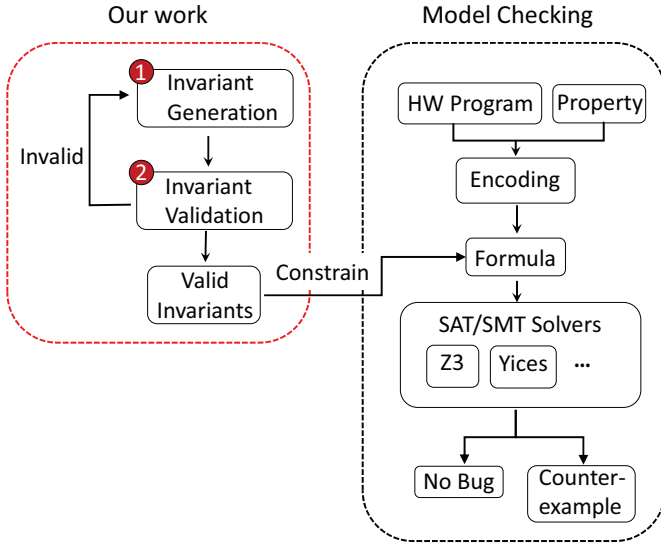 Our work
Model Checking
1
Invariant
Generation
Invalid
2
Invariant
Validation
Valid
Invariants
Constrain
HW Program
Property
Encoding
Formula
SAT/SMT Solvers
Z3
Yices
...
No Bug
Counter-
example